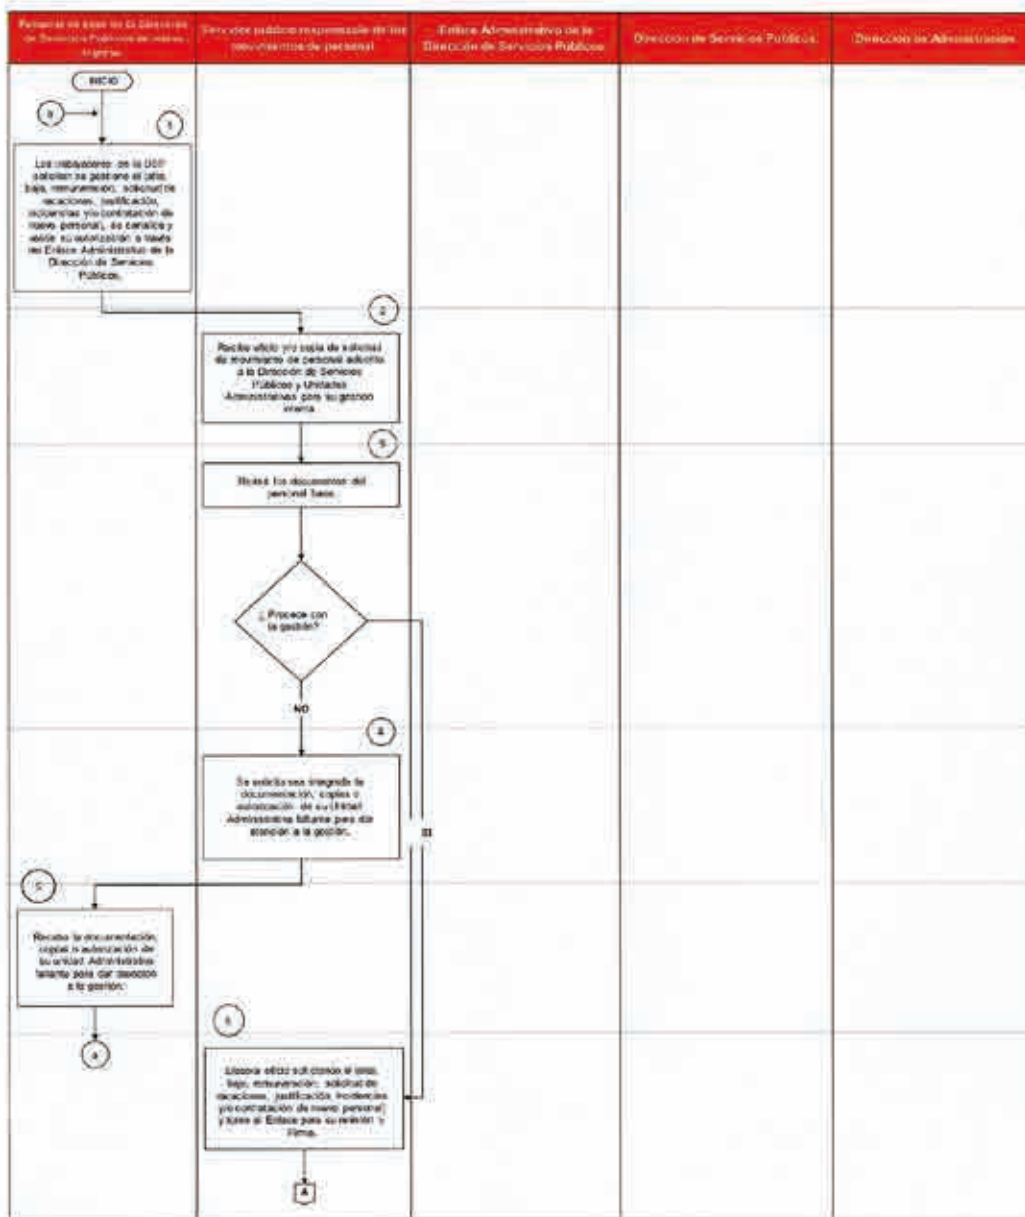 Personal de base de la Dirección
de Servicios Públicos de nuevo
ingreso
Servidor público responsable de los
movimientos de personal
Enlace Administrativo de la
Dirección de Servicios Públicos
Dirección de Servicios Públicos
Dirección de Administración
INICIO
1
Los trabajadores de la DSP
solicitan se gestione el (alta,
baja, remuneración, solicitud de
vacaciones, justificación,
incidencias y/o contratación de
nuevo personal), se canaliza y
su autorización a través
del Enlace Administrativo de la
Dirección de Servicios
Públicos.
2
Recibe oficio y/o copia de solicitud
de movimiento de personal adscrito
a la Dirección de Servicios
Públicos y Unidades
Administrativas para su gestión
interna.
3
los documentos del
personal base.
¿Procede con
la gestión?
NO
SI
4
Se solicita sea integrada la
documentación, copias o
autorización de su Unidad
Administrativa faltante para dar
atención a la gestión.
5
la documentación,
copias o autorización de
su unidad Administrativa
faltante para dar atención
a la gestión.
Elabora oficio solicitando el (alta,
baja, remuneración, solicitud de
vacaciones, justificación, incidencias
y/o contratación de nuevo personal)
y turna al Enlace para su revisión y
Firma.
A